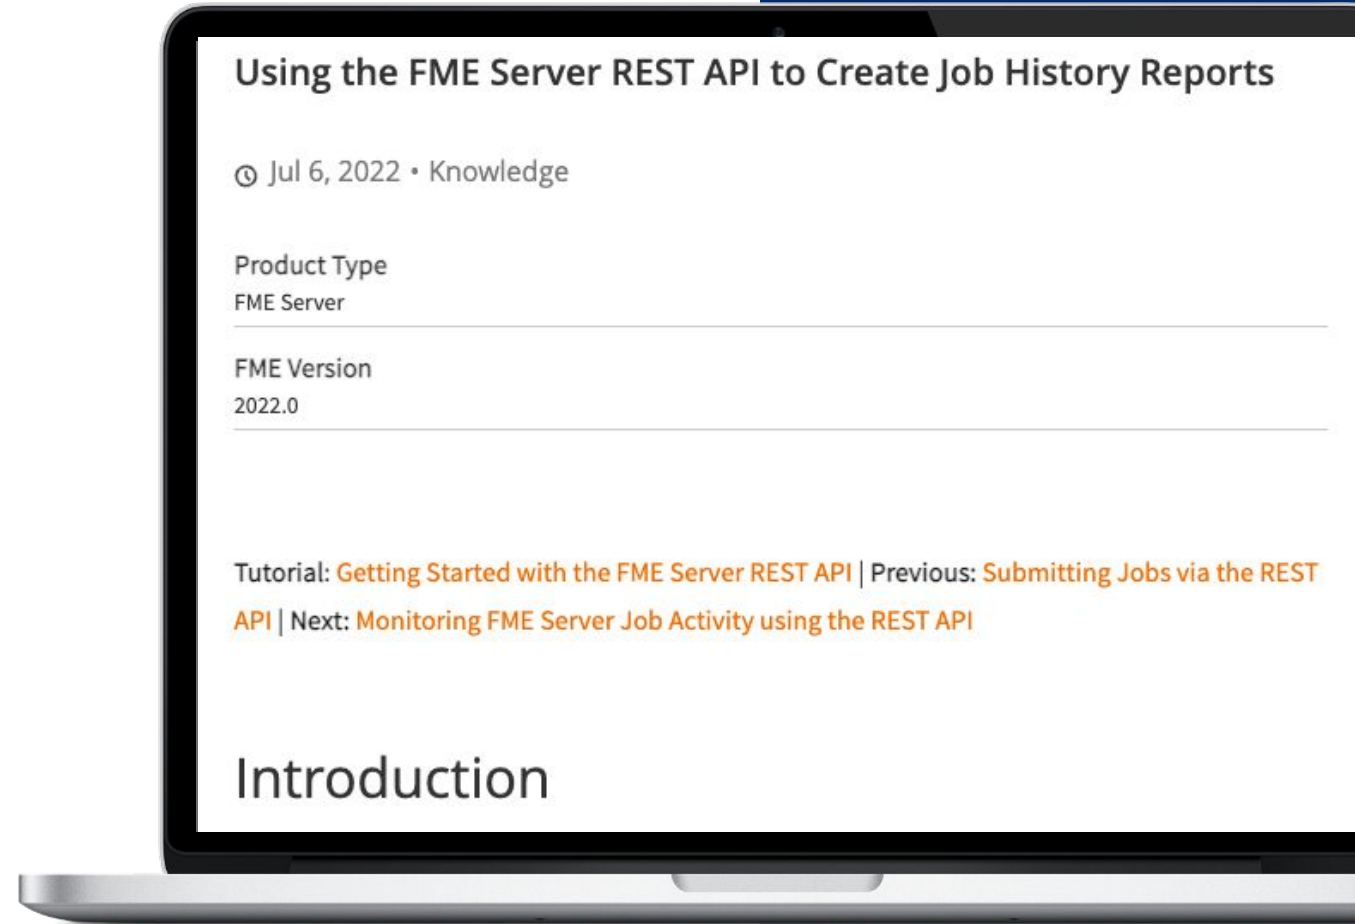 Using the FME Server REST API to Create Job History Reports
Jul 6, 2022 • Knowledge
Product Type
FME Server
FME Version
2022.0
Tutorial: Getting Started with the FME Server REST API | Previous: Submitting Jobs via the REST
API | Next: Monitoring FME Server Job Activity using the REST API
Introduction